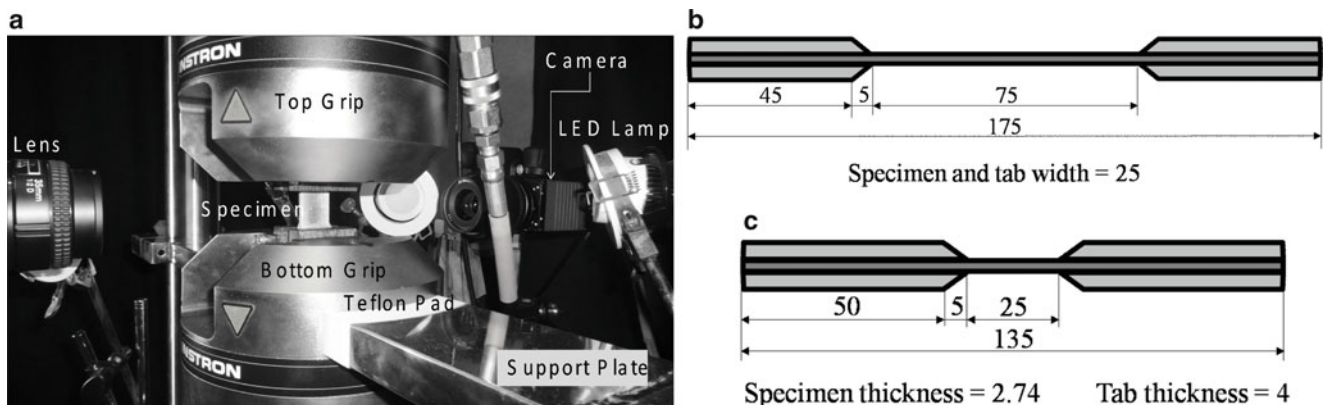 a
INSTRON
Top Grip
Camera
LED Lamp
Lens
Specimen
Bottom Grip
Teflon Pad
INSTRON
Support Plate
b
45
5
75
175
Specimen and tab width = 25
c
50
5
25
135
Specimen thickness = 2.74
Tab thickness = 4